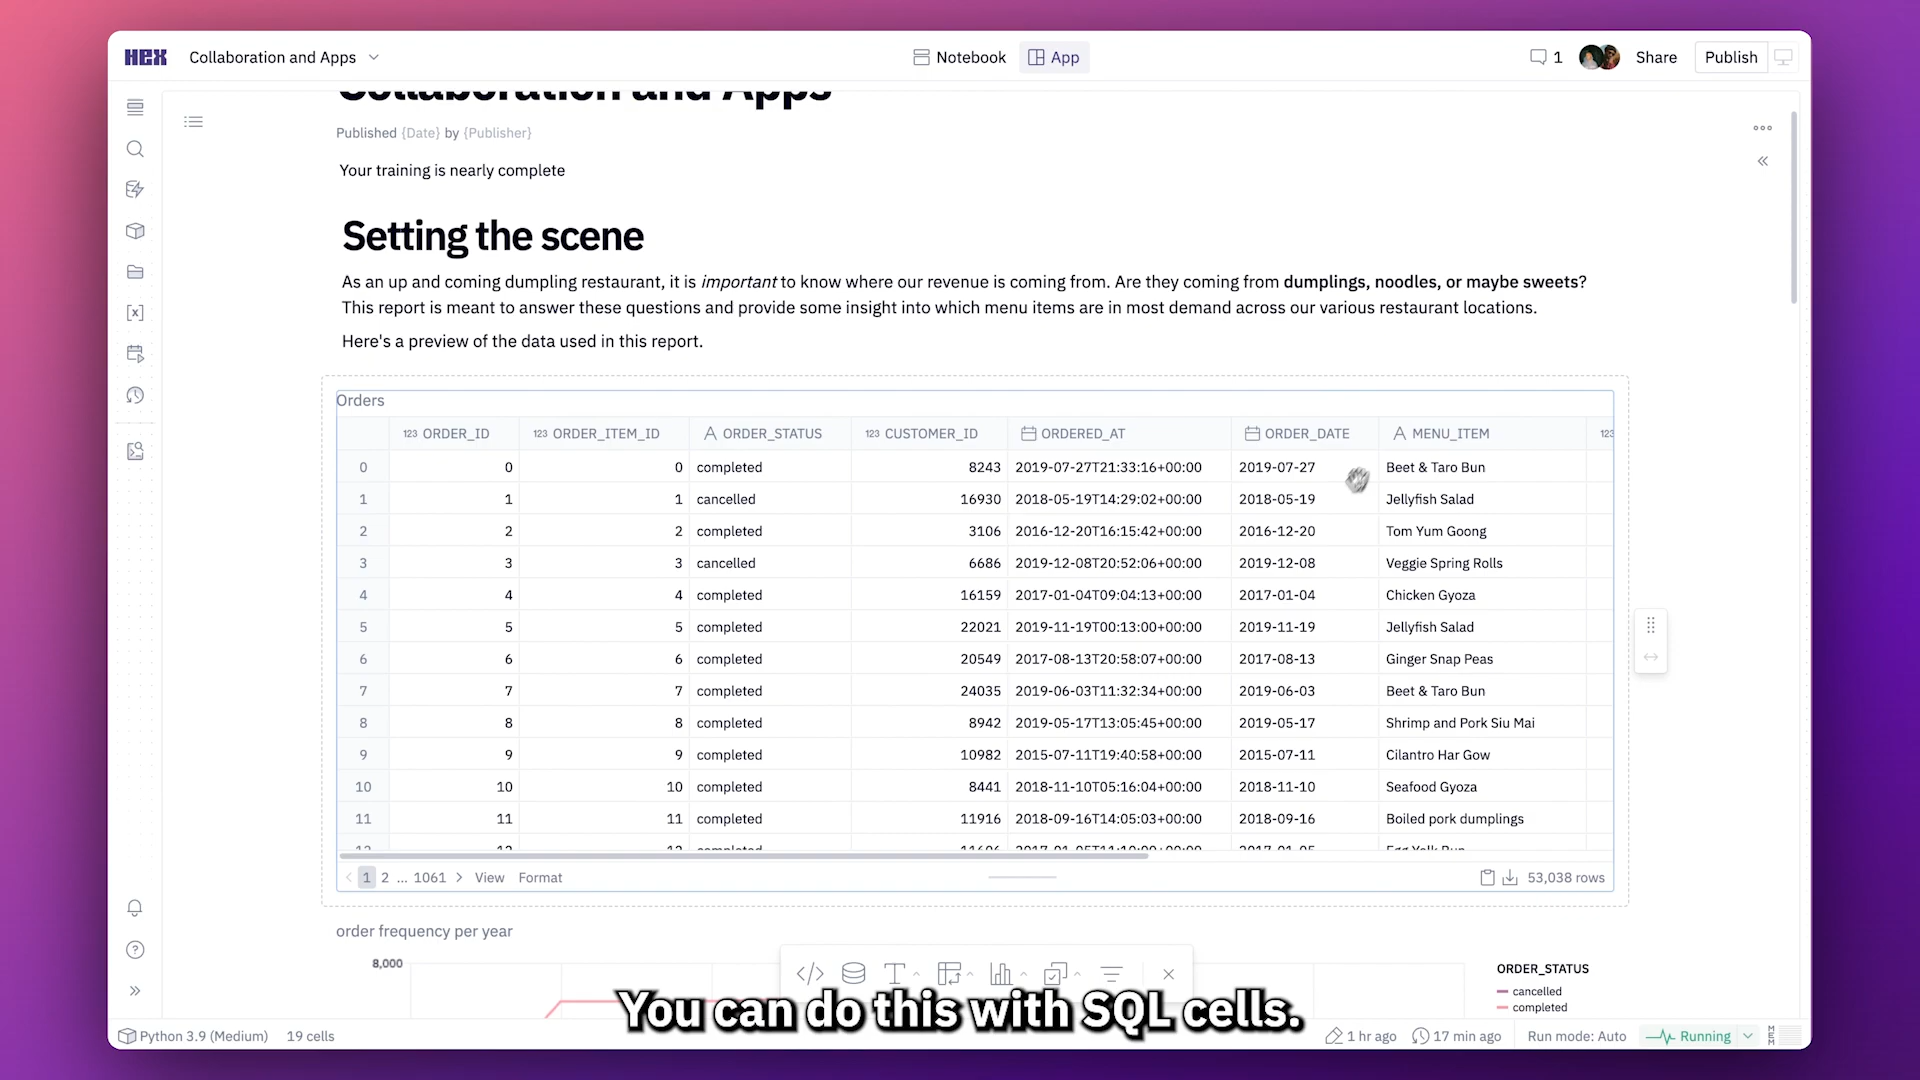 HEX Collaboration and Apps Notebook App 1 Share Publish
Collaboration and Apps
Published {Date} by {Publisher}
Your training is nearly complete
Setting the scene
As an up and coming dumpling restaurant, it is important to know where our revenue is coming from. Are they coming from dumplings, noodles, or maybe sweets?
This report is meant to answer these questions and provide some insight into which menu items are in most demand across our various restaurant locations.
Here's a preview of the data used in this report.
Orders
123 ORDER_ID 123 ORDER_ITEM_ID A ORDER_STATUS 123 CUSTOMER_ID ORDERED_AT ORDER_DATE A MENU_ITEM 123
0 0 0 completed 8243 2019-07-27T21:33:16+00:00 2019-07-27 Beet & Taro Bun
1 1 1 cancelled 16930 2018-05-19T14:29:02+00:00 2018-05-19 Jellyfish Salad
2 2 2 completed 3106 2016-12-20T16:15:42+00:00 2016-12-20 Tom Yum Goong
3 3 3 cancelled 6686 2019-12-08T20:52:06+00:00 2019-12-08 Veggie Spring Rolls
4 4 4 completed 16159 2017-01-04T09:04:13+00:00 2017-01-04 Chicken Gyoza
5 5 5 completed 22021 2019-11-19T00:13:00+00:00 2019-11-19 Jellyfish Salad
6 6 6 completed 20549 2017-08-13T20:58:07+00:00 2017-08-13 Ginger Snap Peas
7 7 7 completed 24035 2019-06-03T11:32:34+00:00 2019-06-03 Beet & Taro Bun
8 8 8 completed 8942 2019-05-17T13:05:45+00:00 2019-05-17 Shrimp and Pork Siu Mai
9 9 9 completed 10982 2015-07-11T19:40:58+00:00 2015-07-11 Cilantro Har Gow
10 10 10 completed 8441 2018-11-10T05:16:04+00:00 2018-11-10 Seafood Gyoza
11 11 11 completed 11916 2018-09-16T14:05:03+00:00 2018-09-16 Boiled pork dumplings
12 12 12 completed
1 2 ... 1061 View Format 53,038 rows
order frequency per year
8,000
ORDER_STATUS
cancelled
completed
You can do this with SQL cells.
Python 3.9 (Medium) 19 cells 1 hr ago 17 min ago Run mode: Auto Running MEM